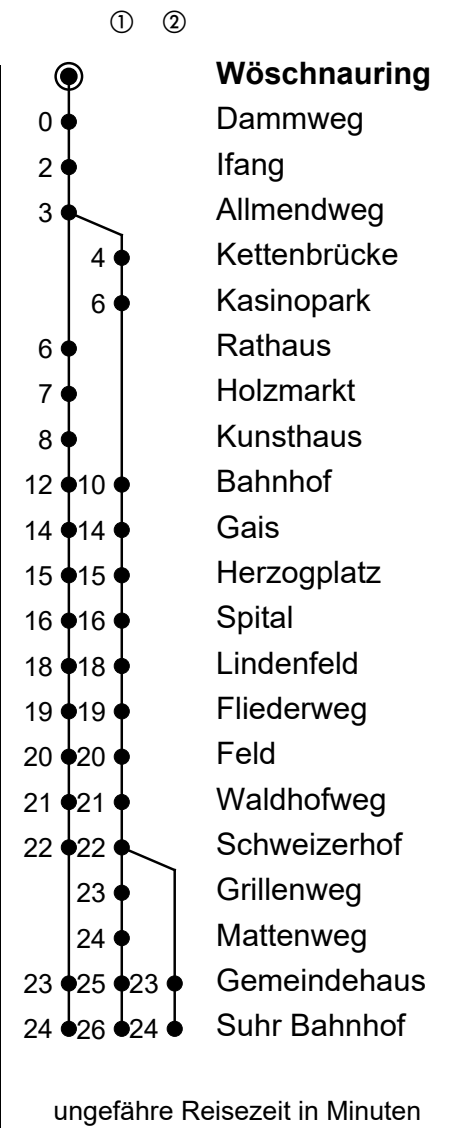 ① ②
Wöschnauring
0 Dammweg
2 Ifang
3 Allmendweg
4 Kettenbrücke
6 Kasinopark
6 Rathaus
7 Holzmarkt
8 Kunsthaus
12 10 Bahnhof
14 14 Gais
15 15 Herzogplatz
16 16 Spital
18 18 Lindenfeld
19 19 Fliederweg
20 20 Feld
21 21 Waldhofweg
22 22 Schweizerhof
23 Grillenweg
24 Mattenweg
23 25 23 Gemeindehaus
24 26 24 Suhr Bahnhof
ungefähre Reisezeit in Minuten